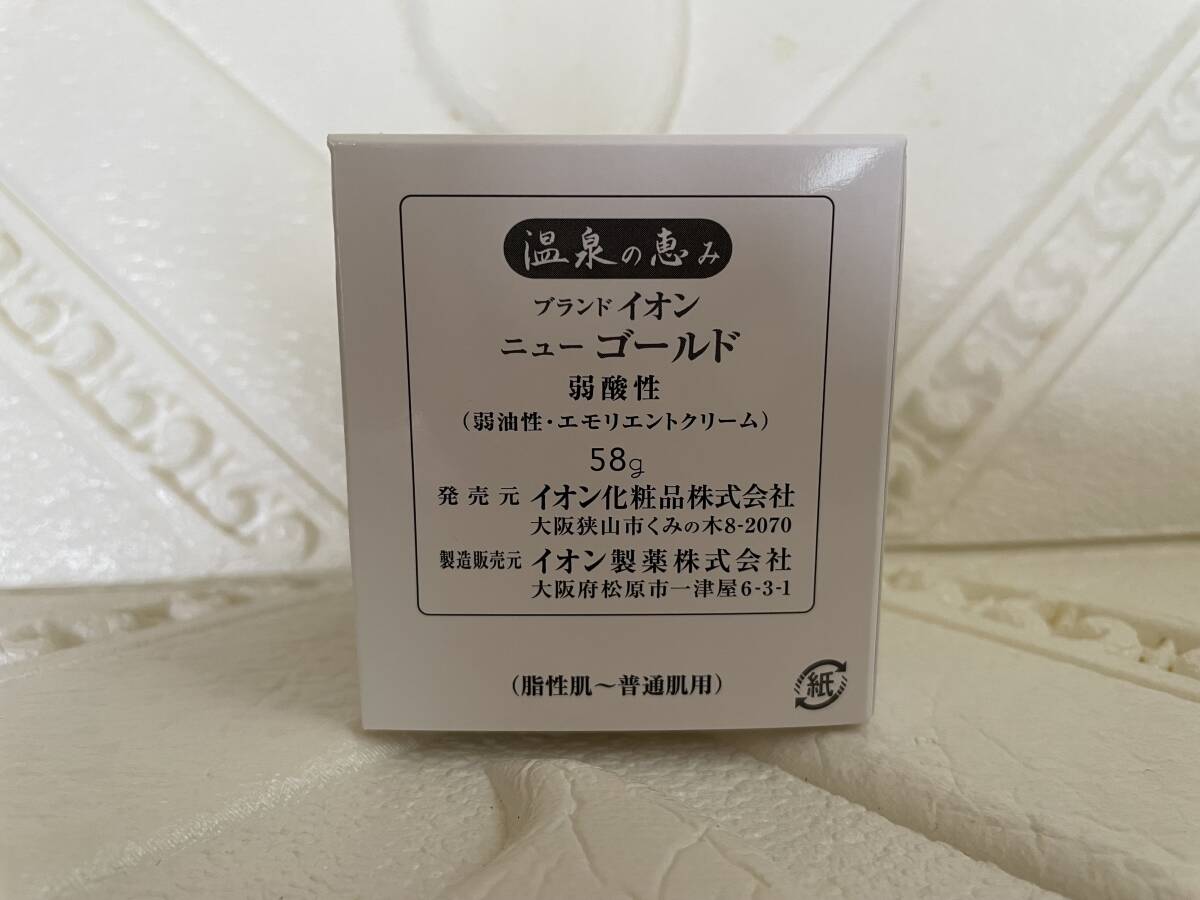 温泉の恵み
ブランド イオン
ニュー ゴールド
弱酸性
(弱油性・エモリエントクリーム)
58g
発売元 イオン化粧品株式会社
大阪狭山市くみの木8-2070
製造販売元 イオン製薬株式会社
大阪府松原市一津屋6-3-1
(脂性肌〜普通肌用)
紙